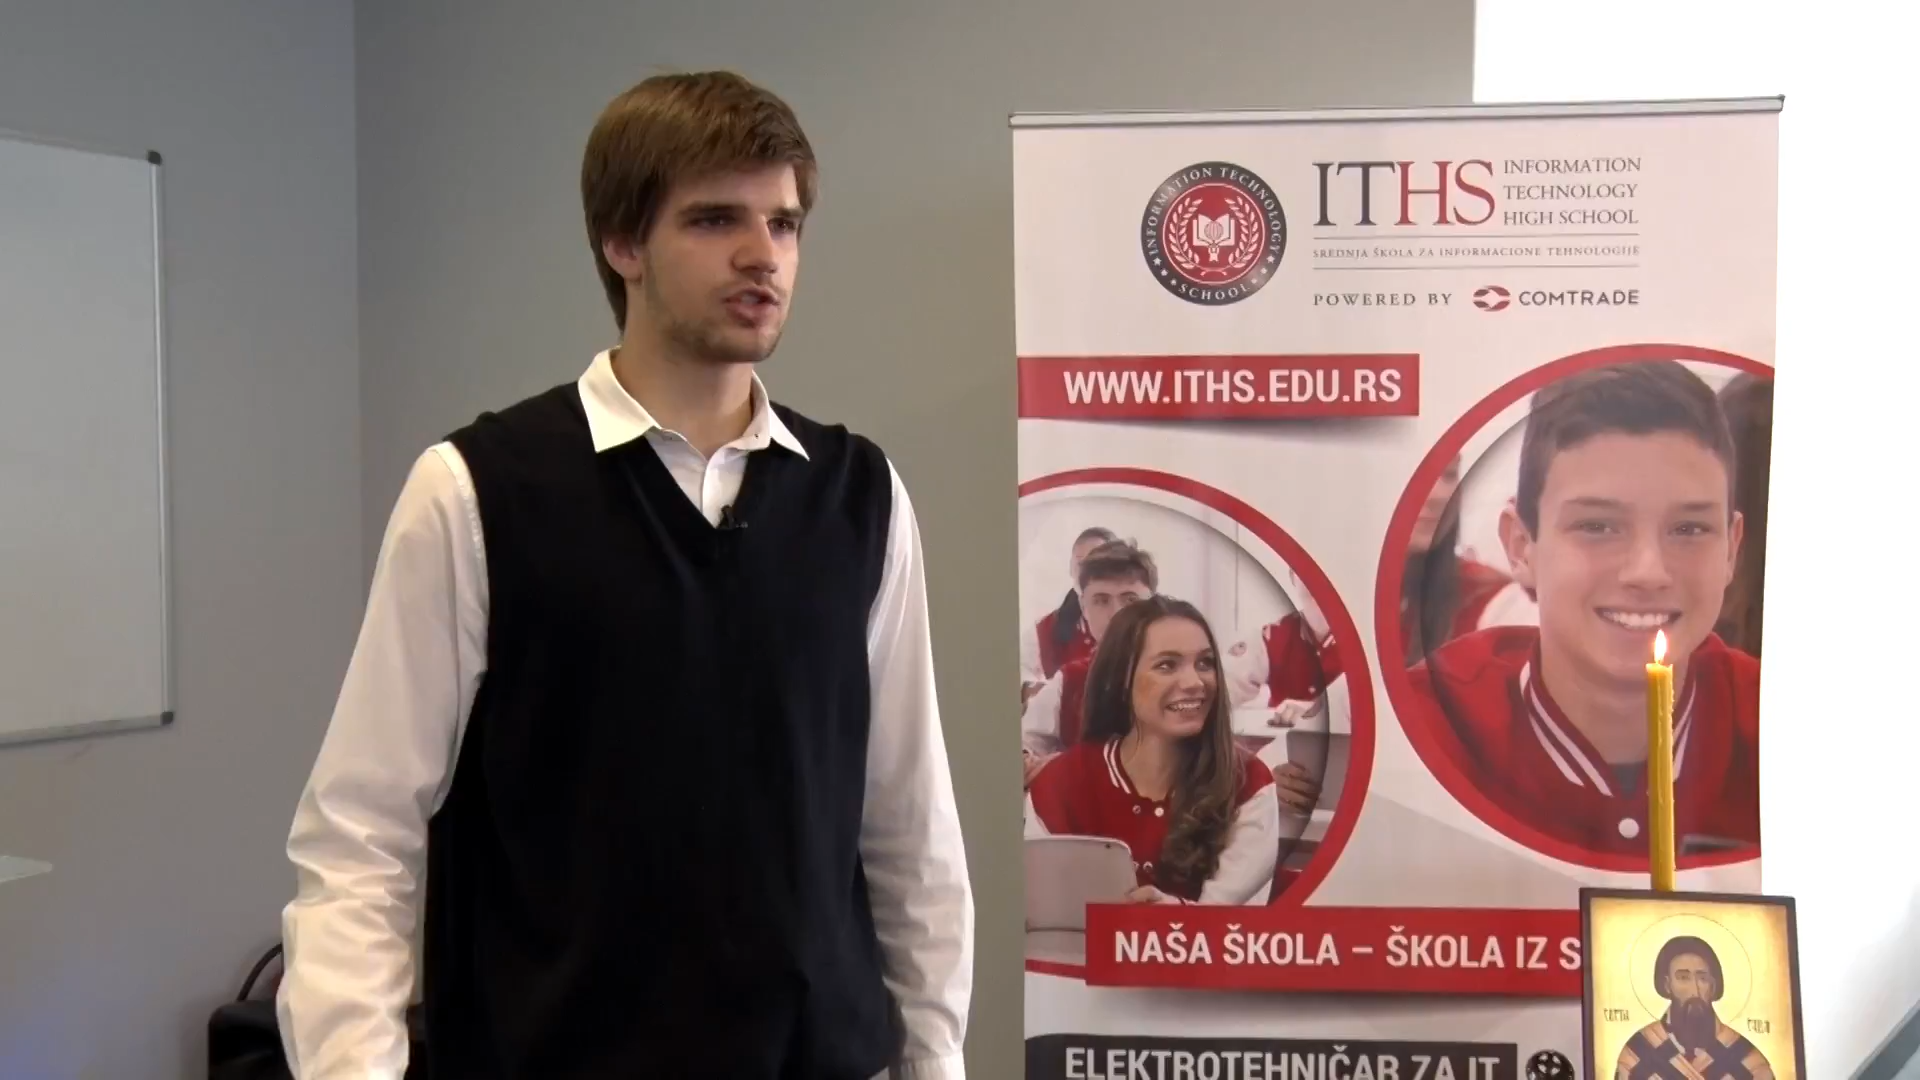 INFORMATION TECHNOLOGY
SCHOOL
ITHS
INFORMATION
TECHNOLOGY
HIGH SCHOOL
SREDNJA ŠKOLA ZA INFORMACIONE TEHNOLOGIJE
POWERED BY COMTRADE
WWW.ITHS.EDU.RS
NAŠA ŠKOLA – ŠKOLA IZ S
ELEKTROTEHNIČAR ZA IT